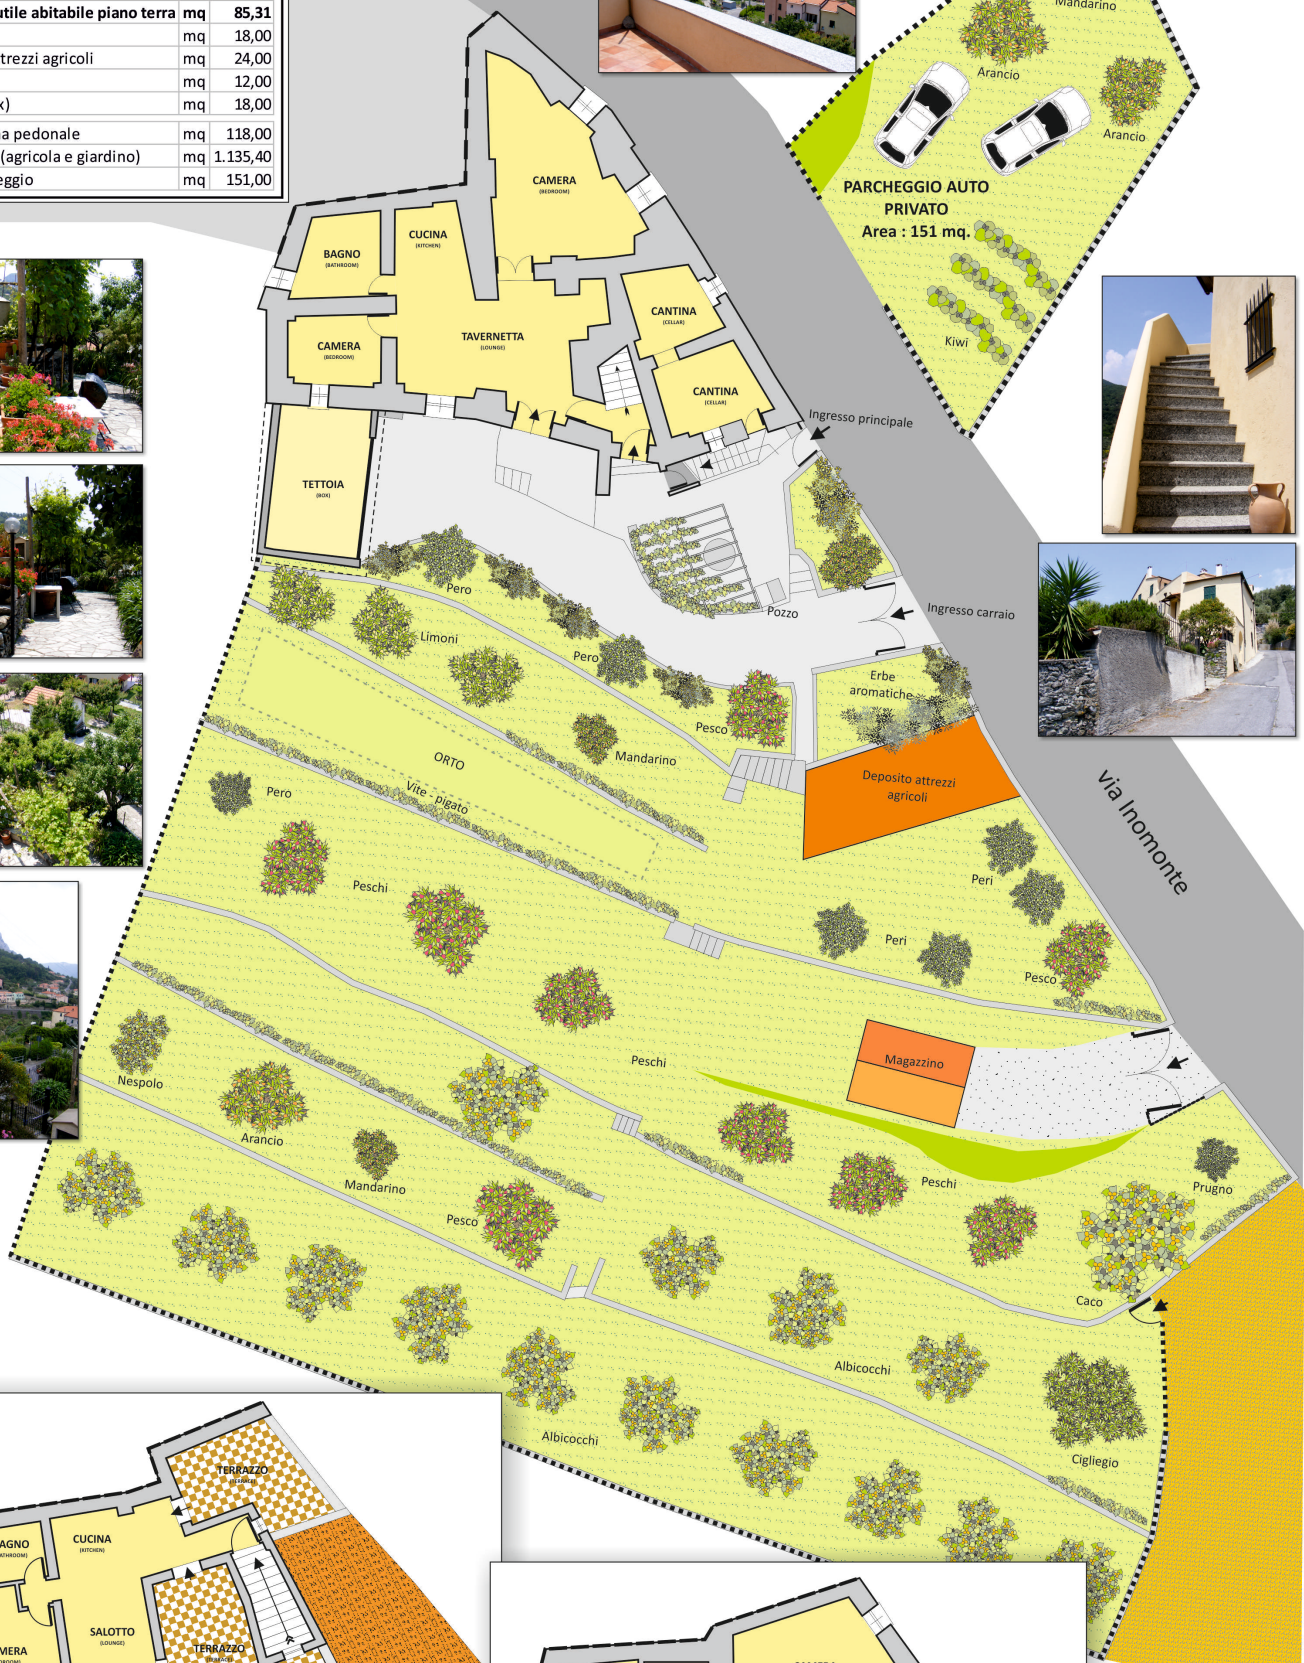 utile abitabile piano terra mq 85,31
mq 18,00
trezzi agricoli mq 24,00
mq 12,00
x) mq 18,00
a pedonale mq 118,00
(agricola e giardino) mq 1.135,40
eggio mq 151,00
Mandarino
Arancio
Arancio
PARCHEGGIO AUTO
PRIVATO
Area : 151 mq.
Kiwi
CAMERA
(BEDROOM)
CUCINA
(KITCHEN)
BAGNO
(BATHROOM)
CANTINA
(CELLAR)
TAVERNETTA
(LOUNGE)
CAMERA
(BEDROOM)
CANTINA
(CELLAR)
Ingresso principale
TETTOIA
(BOX)
Pero
Pozzo
Ingresso carraio
Limoni
Pero
Erbe
aromatiche
Pesco
Mandarino
ORTO
Deposito attrezzi
agricoli
Vite pigato
via Inomonte
Pero
Peschi
Peri
Peri
Pesco
Peschi
Magazzino
Nespolo
Arancio
Mandarino
Peschi
Prugno
Pesco
Caco
Albicocchi
Albicocchi
Cigliegio
TERRAZZO
(TERRACE)
AGNO
ATHROOM)
CUCINA
(KITCHEN)
SALOTTO
(LOUNGE)
TERRAZZO
(TERRACE)
MERA
DROOM)